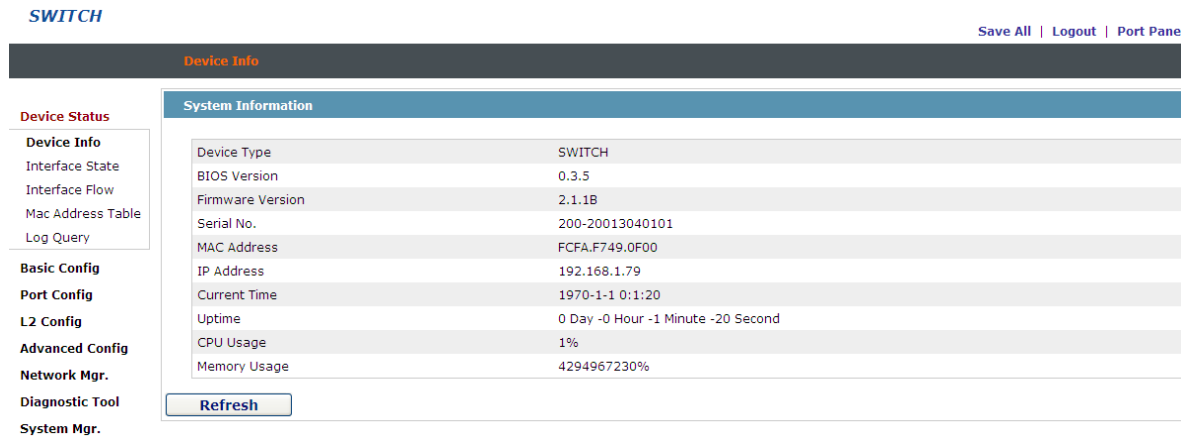 SWITCH
Save All | Logout | Port Pane
Device Info
Device Status
Device Info
Interface State
Interface Flow
Mac Address Table
Log Query
Basic Config
Port Config
L2 Config
Advanced Config
Network Mgr.
Diagnostic Tool
System Mgr.
System Information
Device Type SWITCH
BIOS Version 0.3.5
Firmware Version 2.1.1B
Serial No. 200-20013040101
MAC Address FCFA.F749.0F00
IP Address 192.168.1.79
Current Time 1970-1-1 0:1:20
Uptime 0 Day -0 Hour -1 Minute -20 Second
CPU Usage 1%
Memory Usage 4294967230%
Refresh